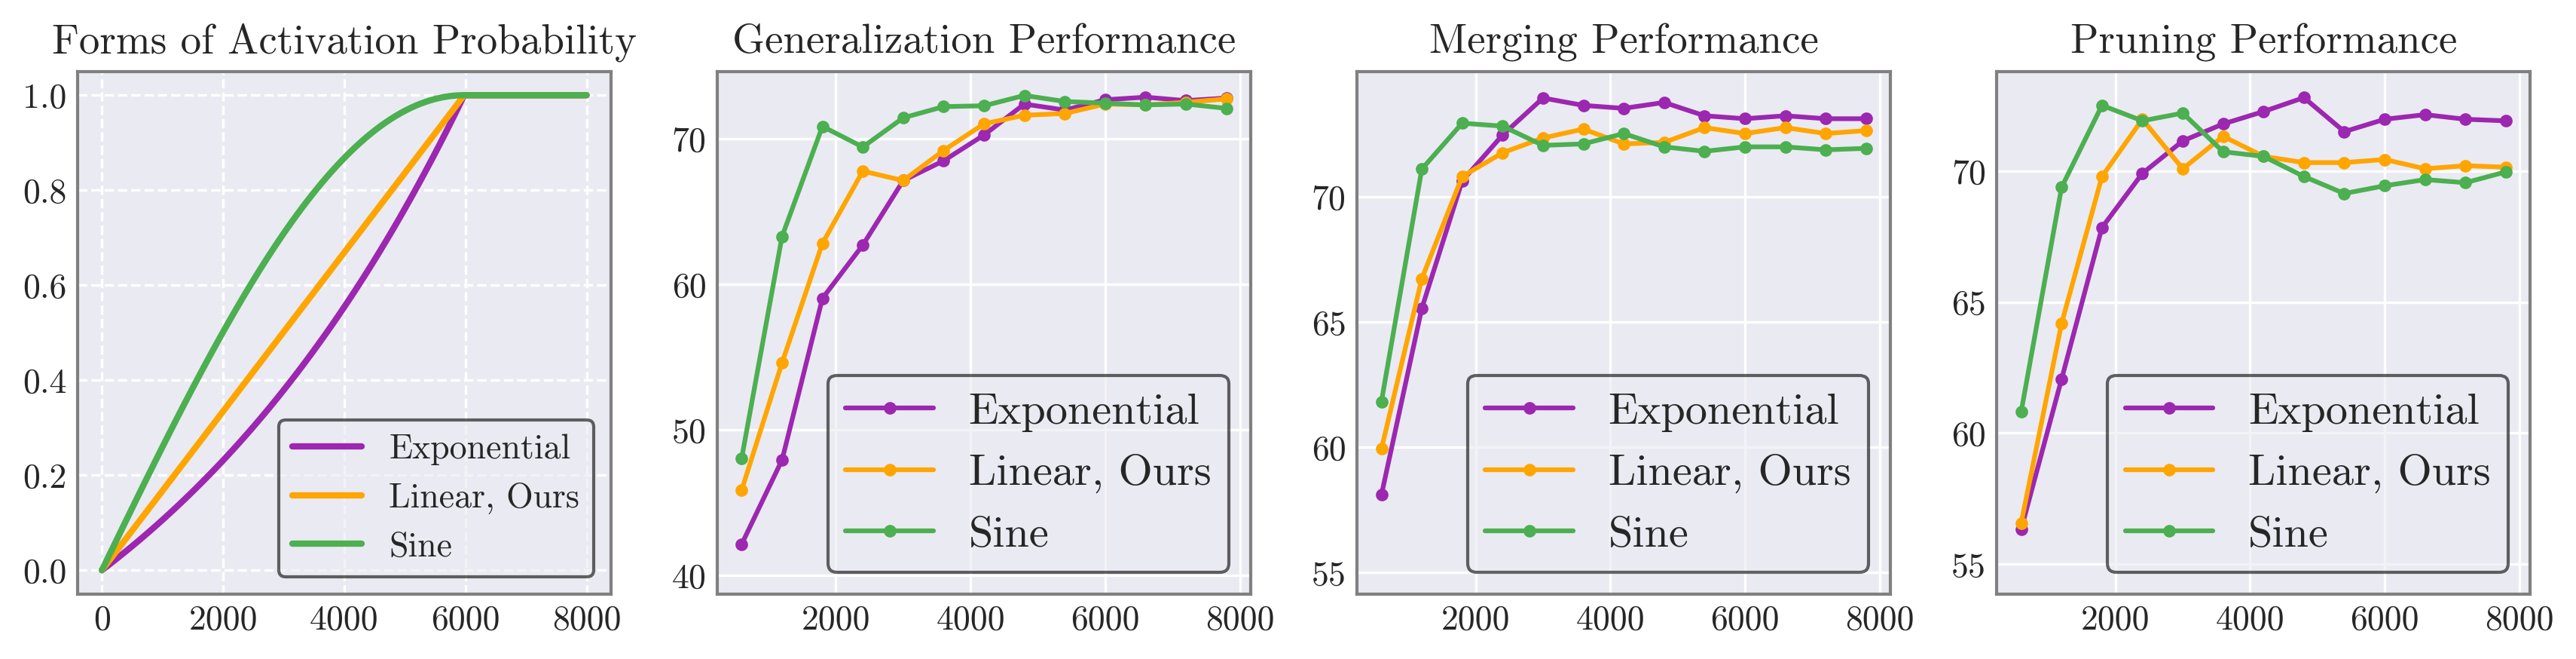 Forms of Activation Probability
1.0
0.8
0.6
0.4
0.2
0.0
0 2000 4000 6000 8000
Exponential
Linear, Ours
Sine
Generalization Performance
70
60
50
40
2000 4000 6000 8000
Exponential
Linear, Ours
Sine
Merging Performance
70
65
60
55
2000 4000 6000 8000
Exponential
Linear, Ours
Sine
Pruning Performance
70
65
60
55
2000 4000 6000 8000
Exponential
Linear, Ours
Sine